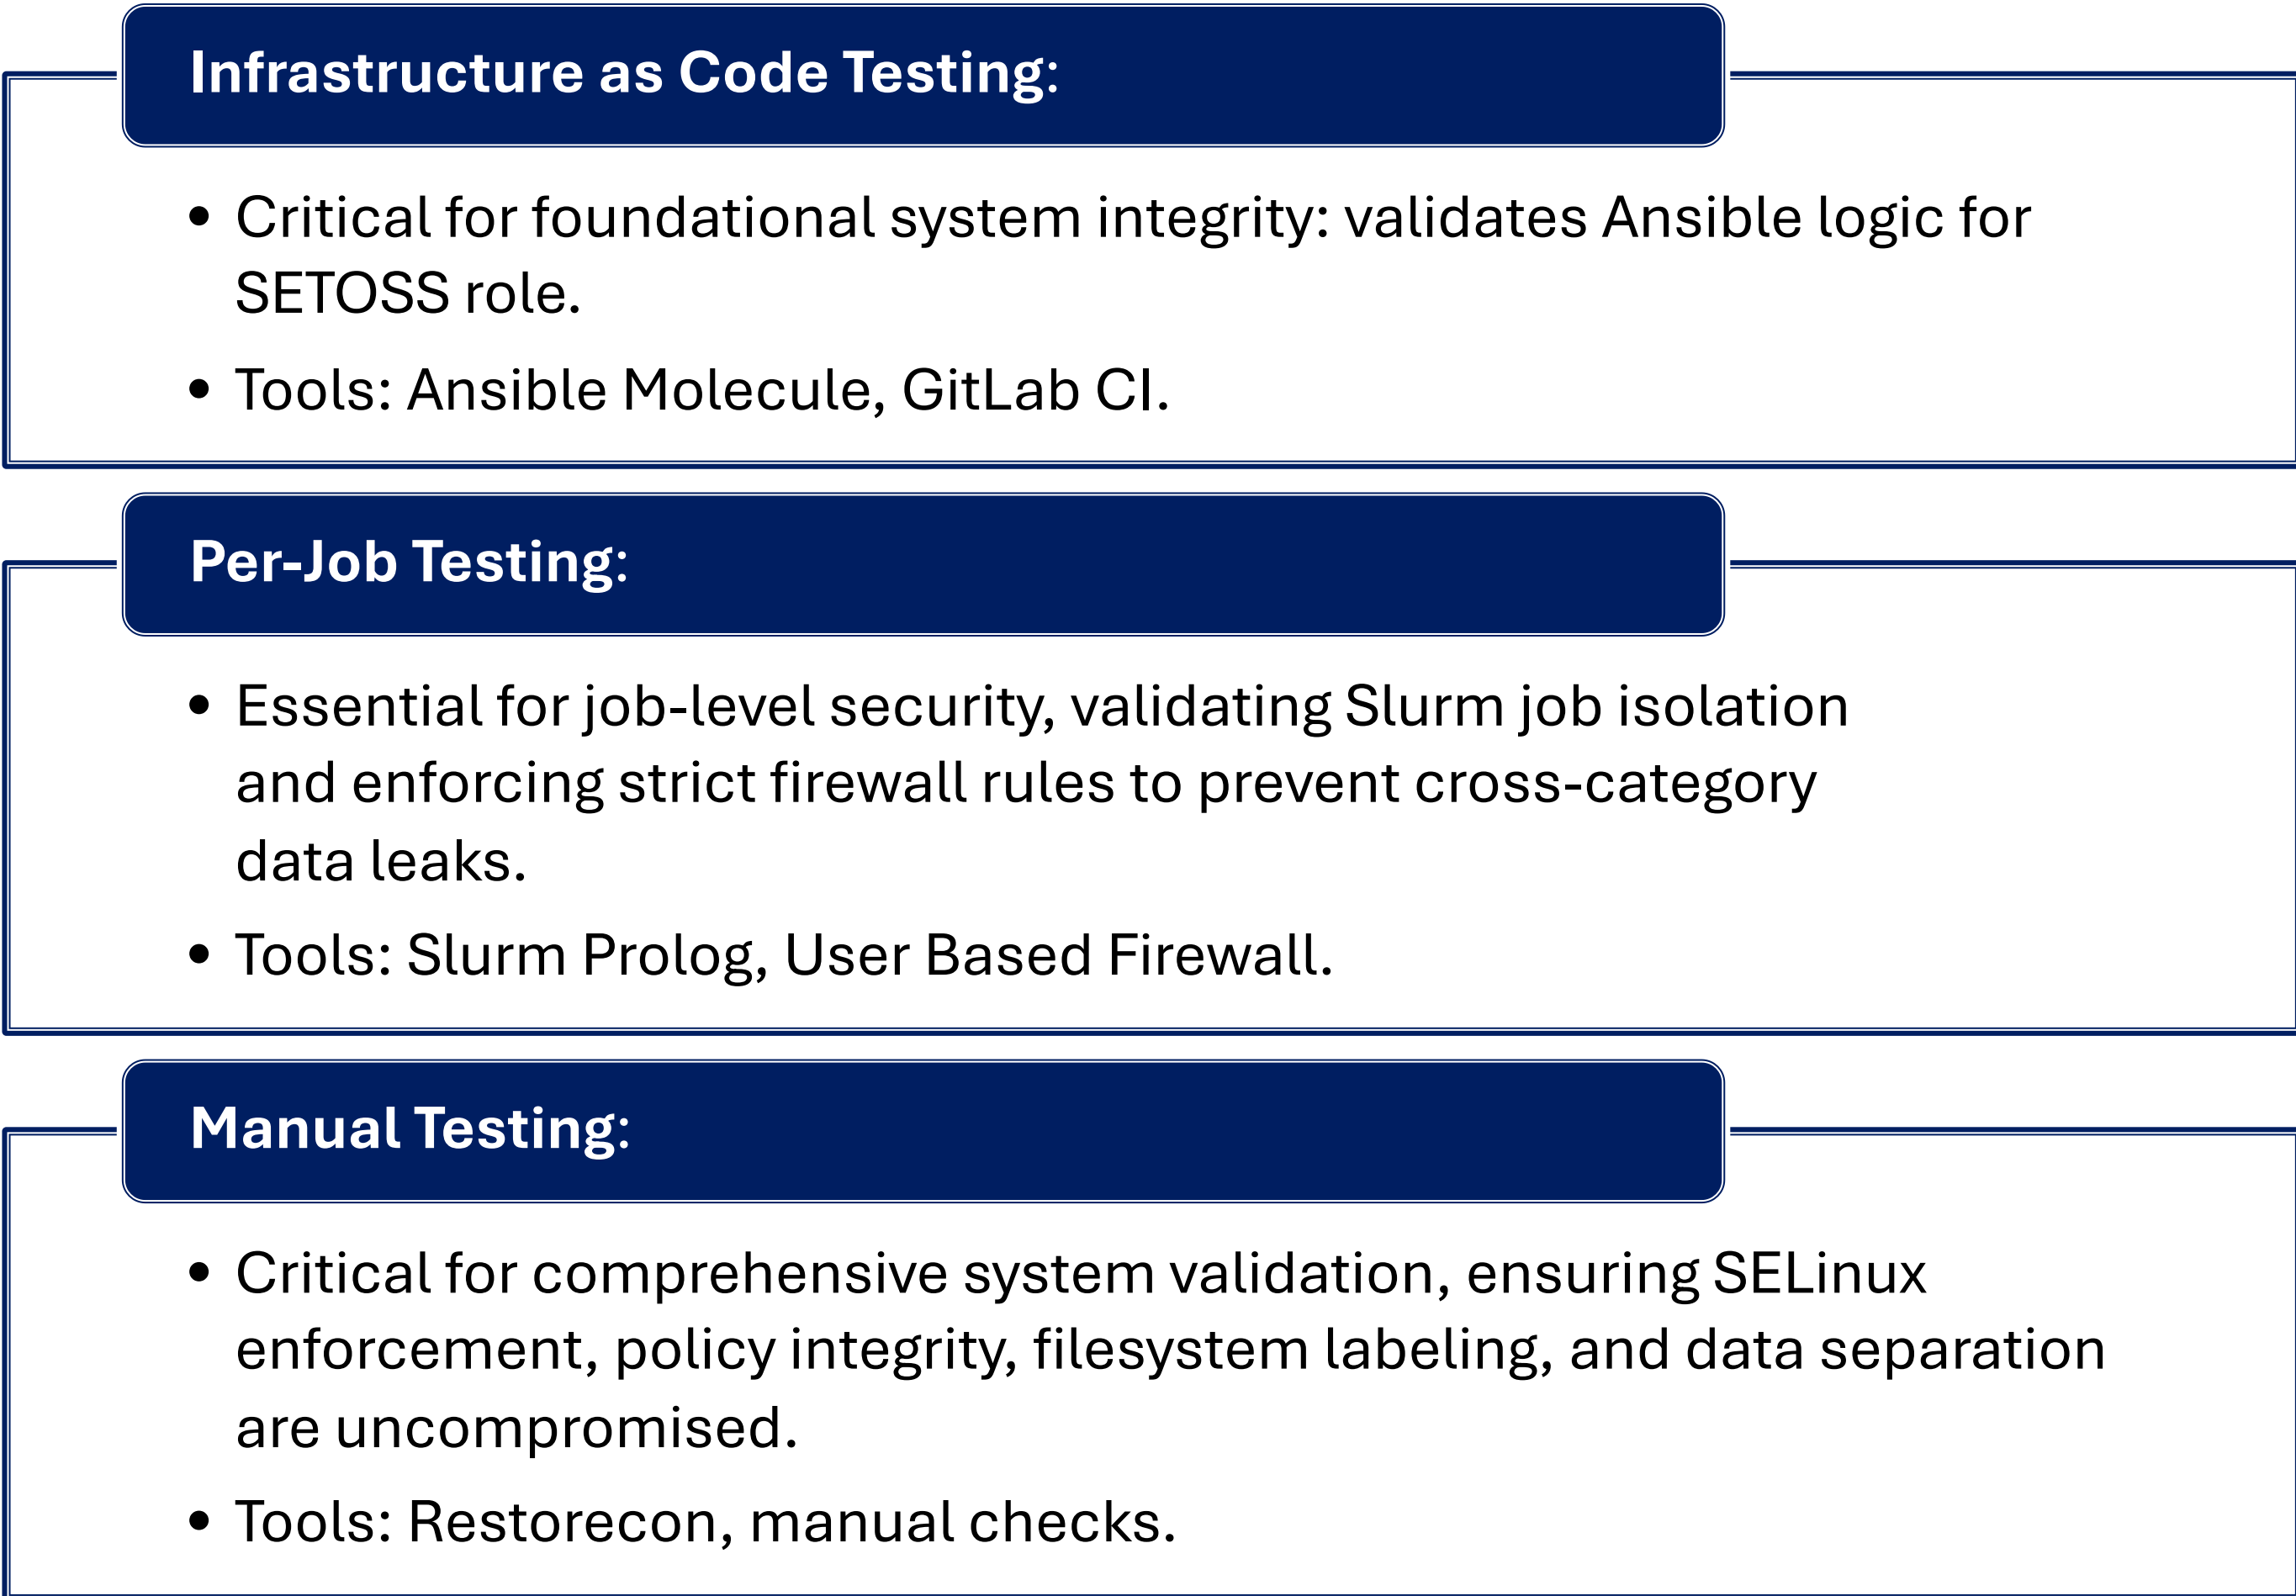 Infrastructure as Code Testing:
• Critical for foundational system integrity: validates Ansible logic for
SETOSS role.
• Tools: Ansible Molecule, GitLab CI.
Per-Job Testing:
• Essential for job-level security, validating Slurm job isolation
and enforcing strict firewall rules to prevent cross-category
data leaks.
• Tools: Slurm Prolog, User Based Firewall.
Manual Testing:
• Critical for comprehensive system validation, ensuring SELinux
enforcement, policy integrity, filesystem labeling, and data separation
are uncompromised.
• Tools: Restorecon, manual checks.